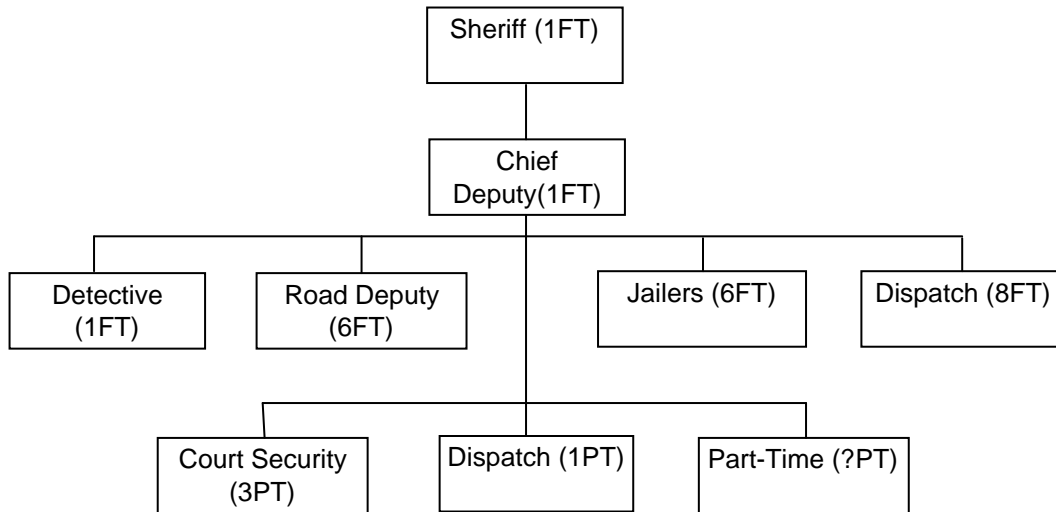 Sheriff (1FT)
Chief
Deputy(1FT)
Detective
(1FT)
Road Deputy
(6FT)
Jailers (6FT)
Dispatch (8FT)
Court Security
(3PT)
Dispatch (1PT)
Part-Time (?PT)